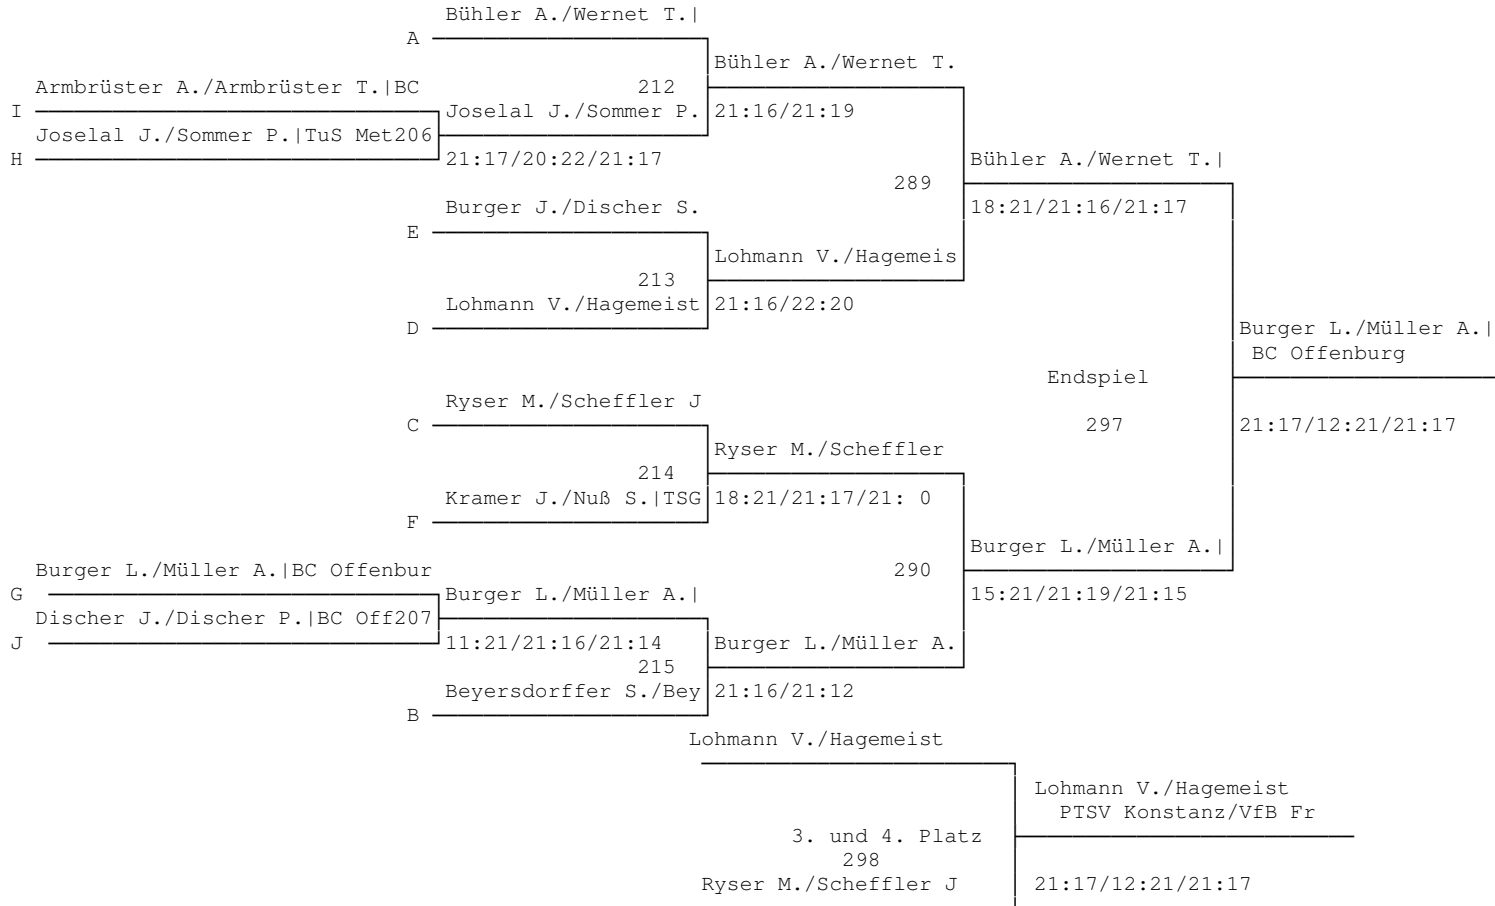 Bühler A./Wernet T.|
A
Bühler A./Wernet T.
Armbrüster A./Armbrüster T.|BC 212
I Joselal J./Sommer P. 21:16/21:19
Joselal J./Sommer P.|TuS Met206
H 21:17/20:22/21:17 Bühler A./Wernet T.|
289
Burger J./Discher S. 18:21/21:16/21:17
E
Lohmann V./Hagemeis
213
Lohmann V./Hagemeist 21:16/22:20
D Burger L./Müller A.|
BC Offenburg
Endspiel
Ryser M./Scheffler J
C 297 21:17/12:21/21:17
Ryser M./Scheffler
214
Kramer J./Nuß S.|TSG 18:21/21:17/21: 0
F
Burger L./Müller A.|
Burger L./Müller A.|BC Offenbur 290
G Burger L./Müller A.| 15:21/21:19/21:15
Discher J./Discher P.|BC Off207
J 11:21/21:16/21:14 Burger L./Müller A.
215
Beyersdorffer S./Bey 21:16/21:12
B
Lohmann V./Hagemeist
Lohmann V./Hagemeist
PTSV Konstanz/VfB Fr
3. und 4. Platz
298
Ryser M./Scheffler J 21:17/12:21/21:17